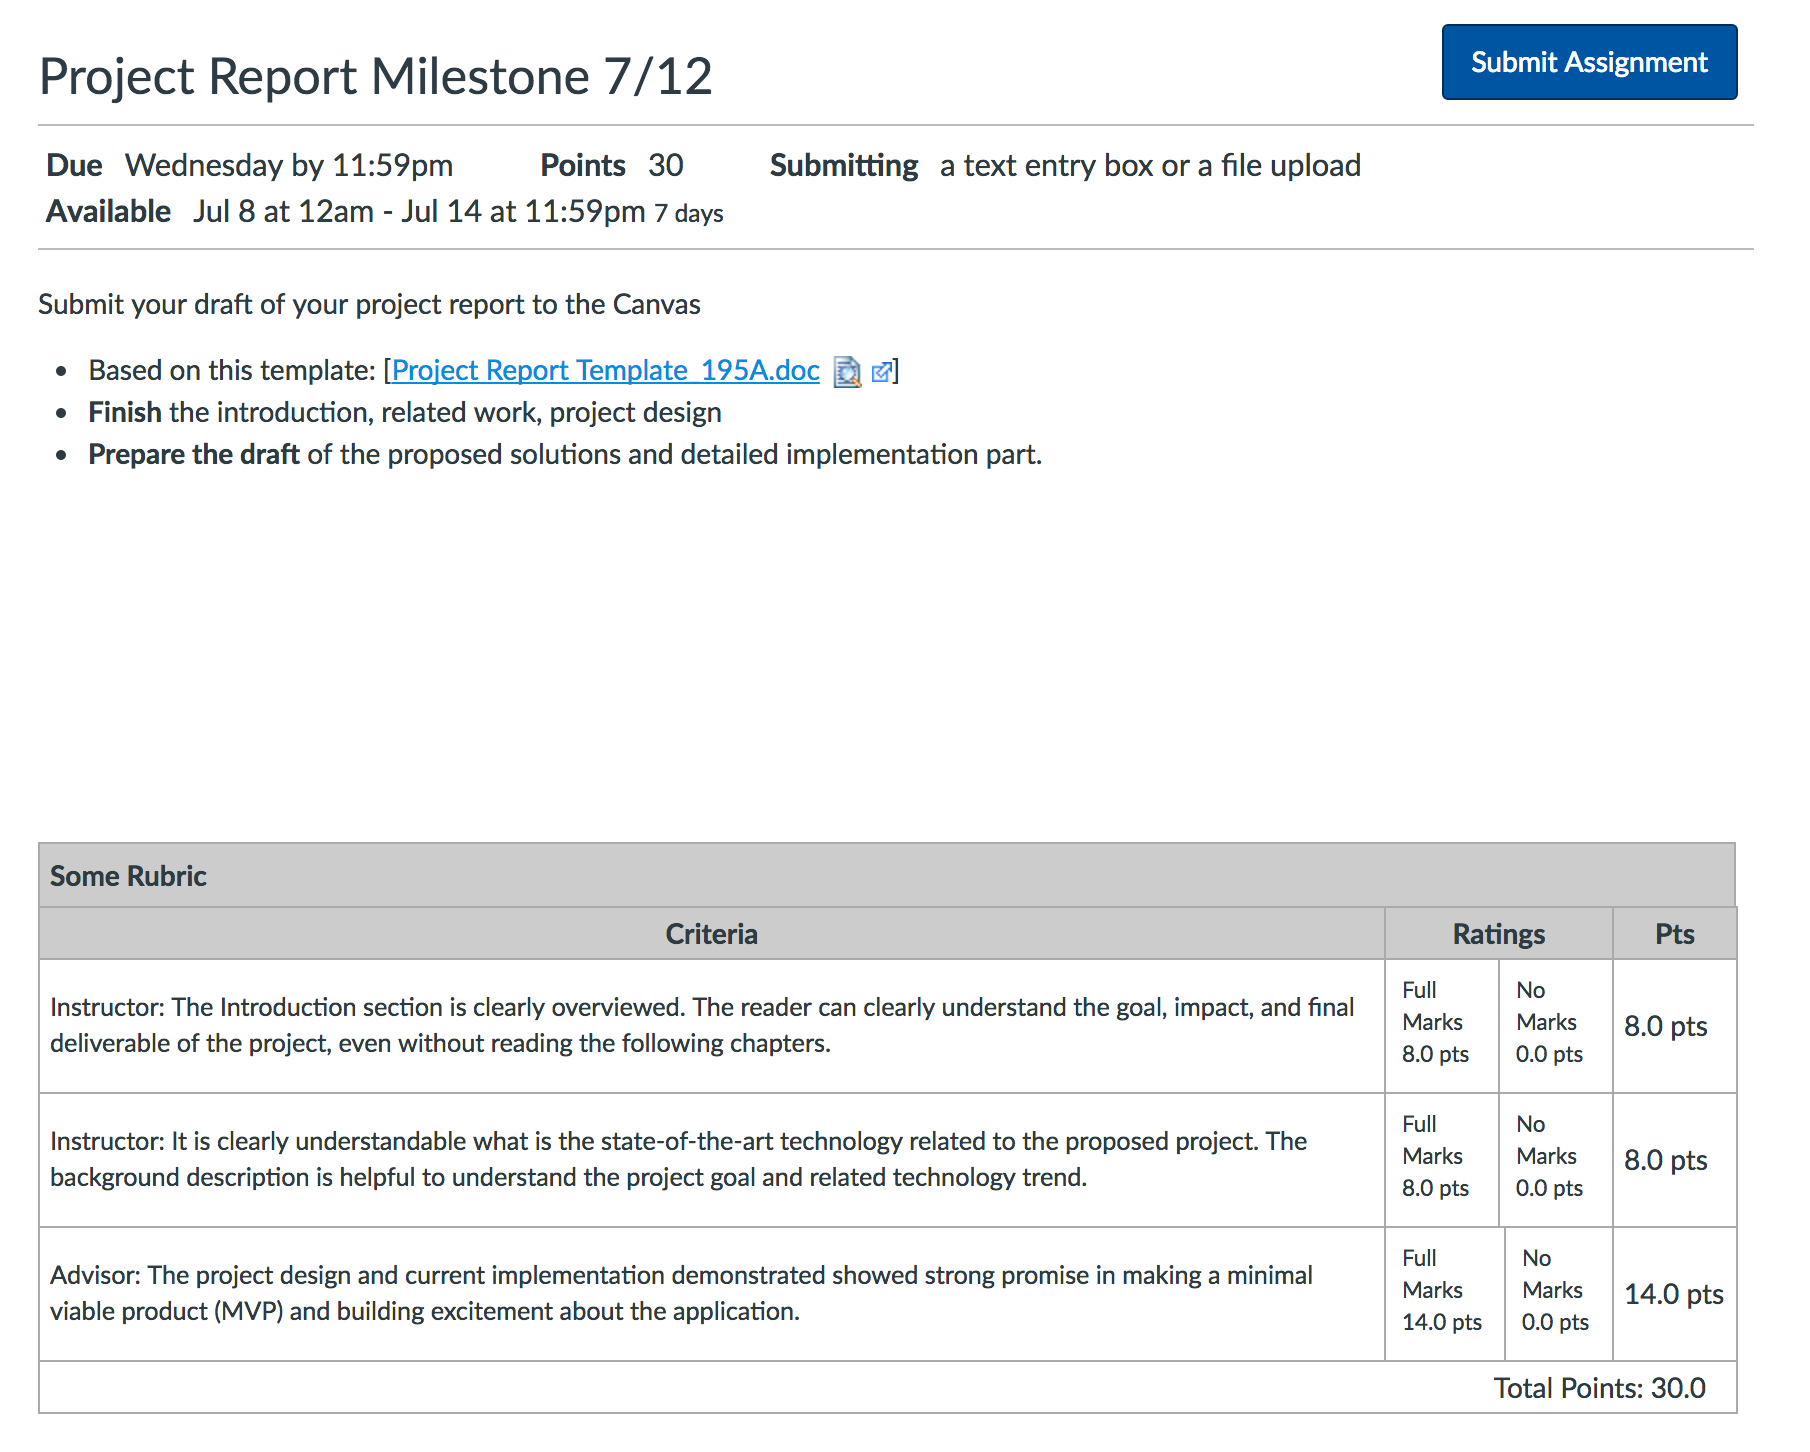 Project Report Milestone 7/12
Submit Assignment
Due Wednesday by 11:59pm Points 30 Submitting a text entry box or a file upload
Available Jul 8 at 12am - Jul 14 at 11:59pm 7 days
Submit your draft of your project report to the Canvas
• Based on this template: [Project Report Template_195A.doc ]
• Finish the introduction, related work, project design
• Prepare the draft of the proposed solutions and detailed implementation part.
Some Rubric
Criteria Ratings Pts
Instructor: The Introduction section is clearly overviewed. The reader can clearly understand the goal, impact, and final
deliverable of the project, even without reading the following chapters.
Full
Marks
8.0 pts
No
Marks
0.0 pts
8.0 pts
Instructor: It is clearly understandable what is the state-of-the-art technology related to the proposed project. The
background description is helpful to understand the project goal and related technology trend.
Full
Marks
8.0 pts
No
Marks
0.0 pts
8.0 pts
Advisor: The project design and current implementation demonstrated showed strong promise in making a minimal
viable product (MVP) and building excitement about the application.
Full
Marks
14.0 pts
No
Marks
0.0 pts
14.0 pts
Total Points: 30.0